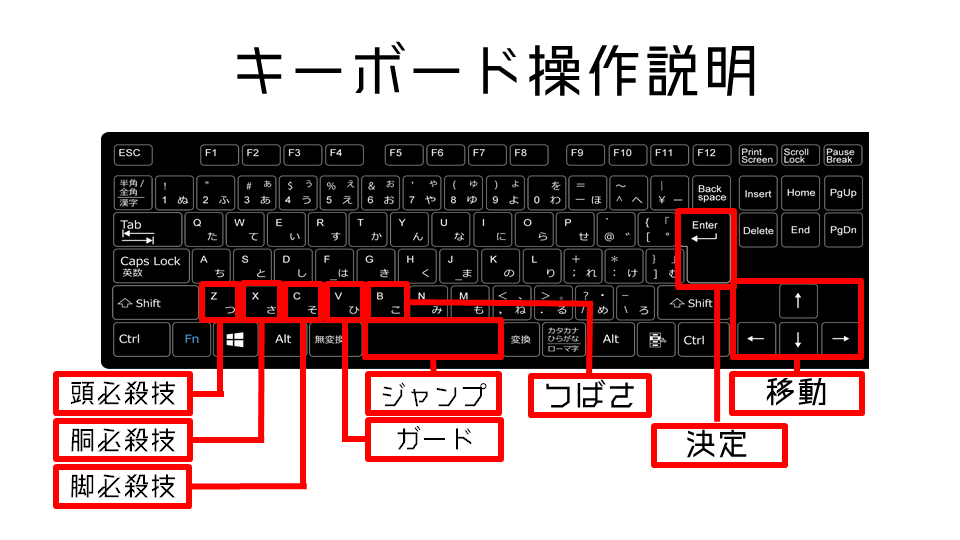 キーボード操作説明
ESC F1 F2 F3 F4 F5 F6 F7 F8 F9 F10 F11 F12 Print Screen Scroll Lock Pause Break
半角/全角 漢字 ! 1 ぬ " 2 ふ # ぁ 3 あ $ ぅ 4 う % ぇ 5 え & ぉ 6 お ' ゃ 7 や ( ゅ 8 ゆ ) ょ 9 よ を 0 わ = - ほ ~ ^ へ | ¥ ー Back space Insert Home PgUp
Tab Q た W て E い R す T か Y ん U な I に O ら P せ @ ゛ { 「 [ ゜ Enter Delete End PgDn
Caps Lock 英数 A ち S と D し F は G き H く J ま K の L り + ; れ * : け } 」 ] む
Shift Z つ X さ C そ V ひ B こ N み M も < 、 , ね > 。 . る ? ・ / め _ \ ろ Shift ↑
Ctrl Fn Alt 無変換 変換 カタカナ ひらがな ローマ字 Alt Ctrl ← ↓ →
頭必殺技 ジャンプ つばさ 移動
胴必殺技 ガード 決定
脚必殺技